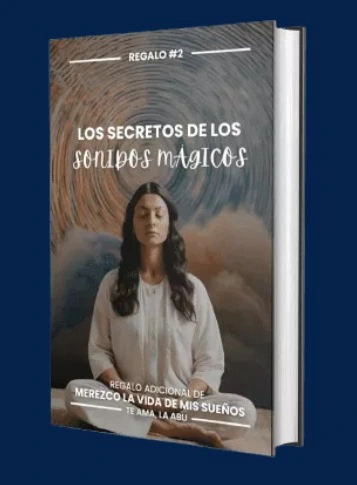 REGALO #2
LOS SECRETOS DE LOS
SONIDOS MÁGICOS
REGALO ADICIONAL DE
MEREZCO LA VIDA DE MIS SUEÑOS
TE AMA, LA ABU